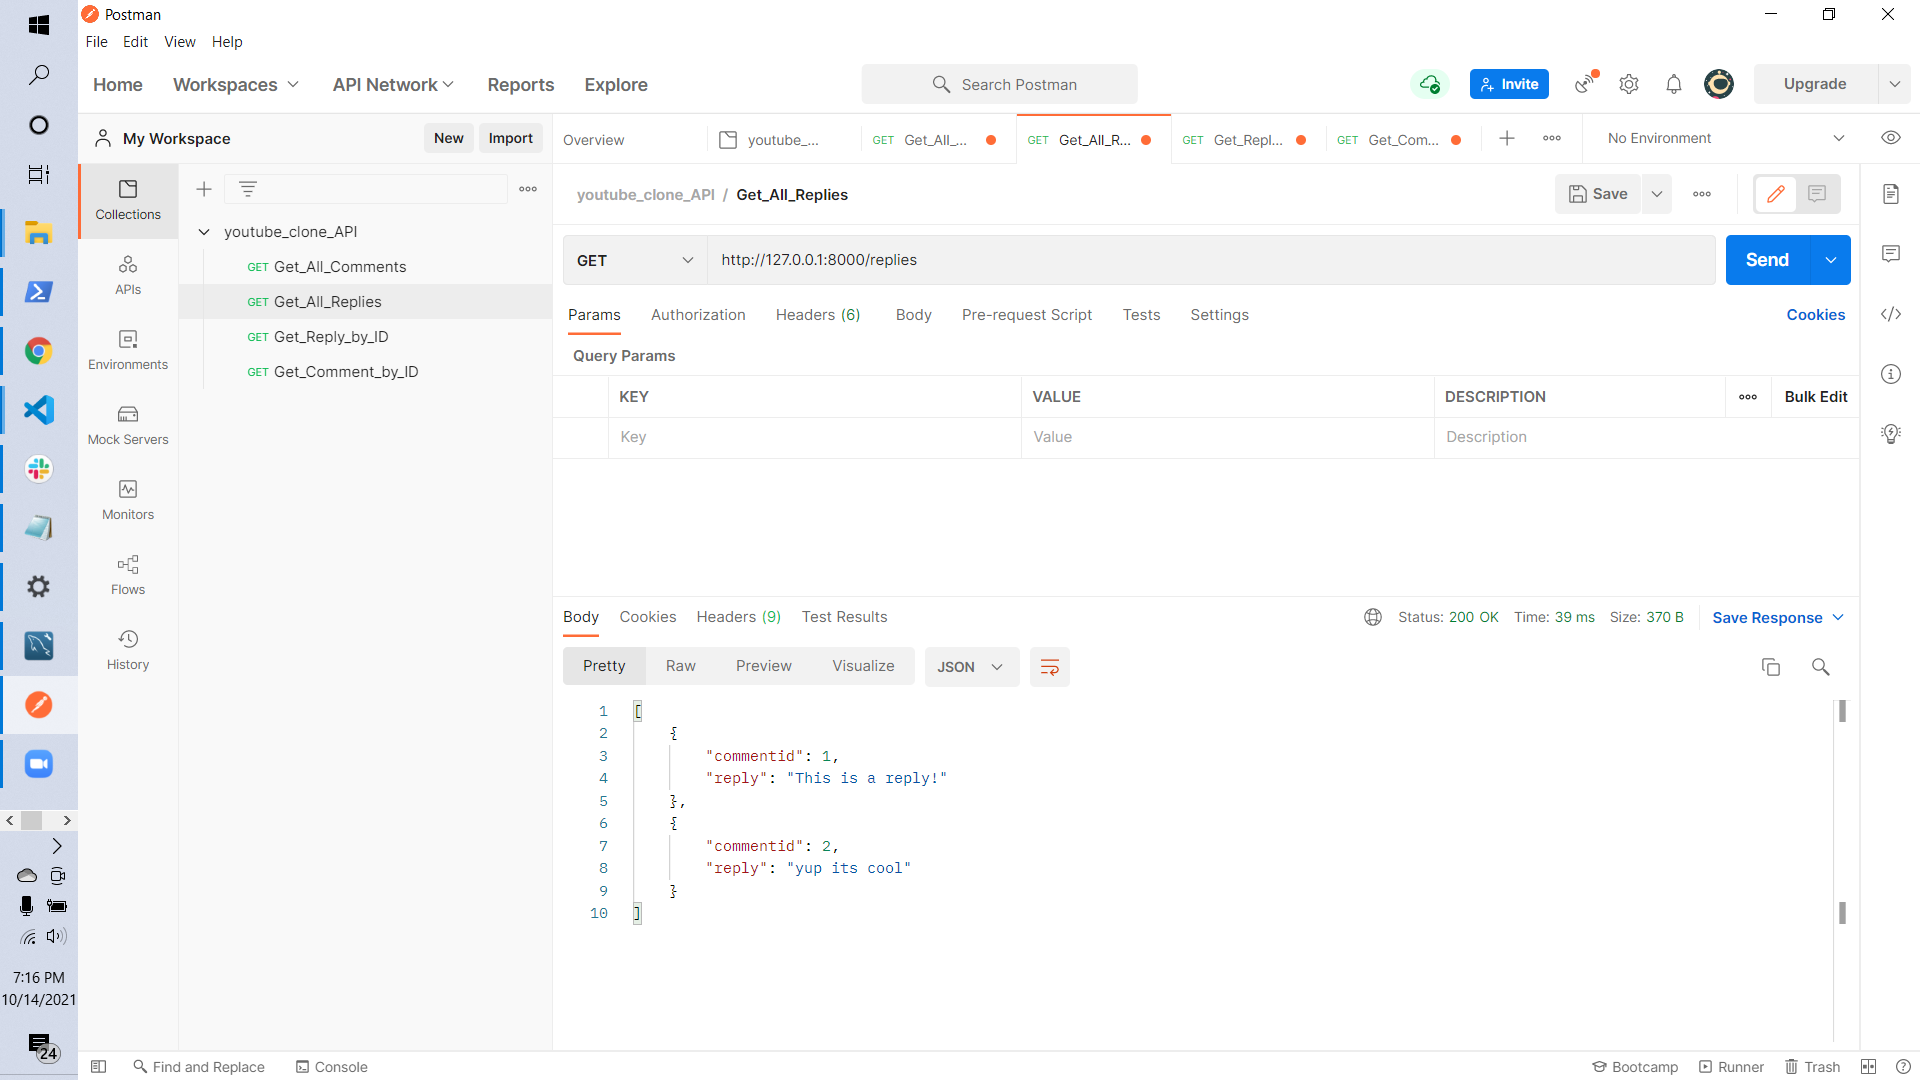 Postman
File Edit View Help
Home Workspaces API Network Reports Explore
Search Postman
Invite
Upgrade
My Workspace
New Import
Overview
youtube_...
GET Get_All_...
GET Get_All_R...
GET Get_Repl...
GET Get_Com...
No Environment
Collections
APIs
Environments
Mock Servers
Monitors
Flows
History
youtube_clone_API
GET Get_All_Comments
GET Get_All_Replies
GET Get_Reply_by_ID
GET Get_Comment_by_ID
youtube_clone_API / Get_All_Replies
Save
GET http://127.0.0.1:8000/replies
Send
Params Authorization Headers (6) Body Pre-request Script Tests Settings Cookies
Query Params
KEY VALUE DESCRIPTION Bulk Edit
Key Value Description
Body Cookies Headers (9) Test Results
Status: 200 OK Time: 39 ms Size: 370 B Save Response
Pretty Raw Preview Visualize JSON
1 [
2 {
3 "commentid": 1,
4 "reply": "This is a reply!"
5 },
6 {
7 "commentid": 2,
8 "reply": "yup its cool"
9 }
10 ]
7:16 PM
10/14/2021
24
Find and Replace Console
Bootcamp Runner Trash